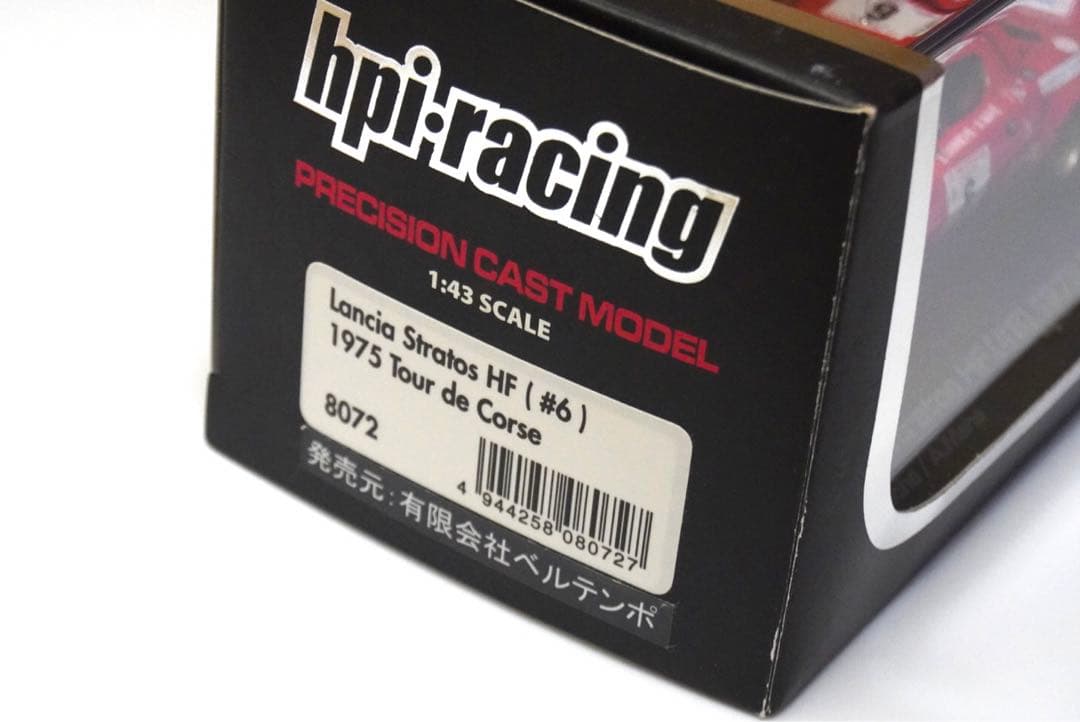 hpi·racing
PRECISION CAST MODEL
1:43 SCALE
Lancia Stratos HF ( #6 )
1975 Tour de Corse
8072
4 944258 080727
発売元:有限会社ベルテンポ